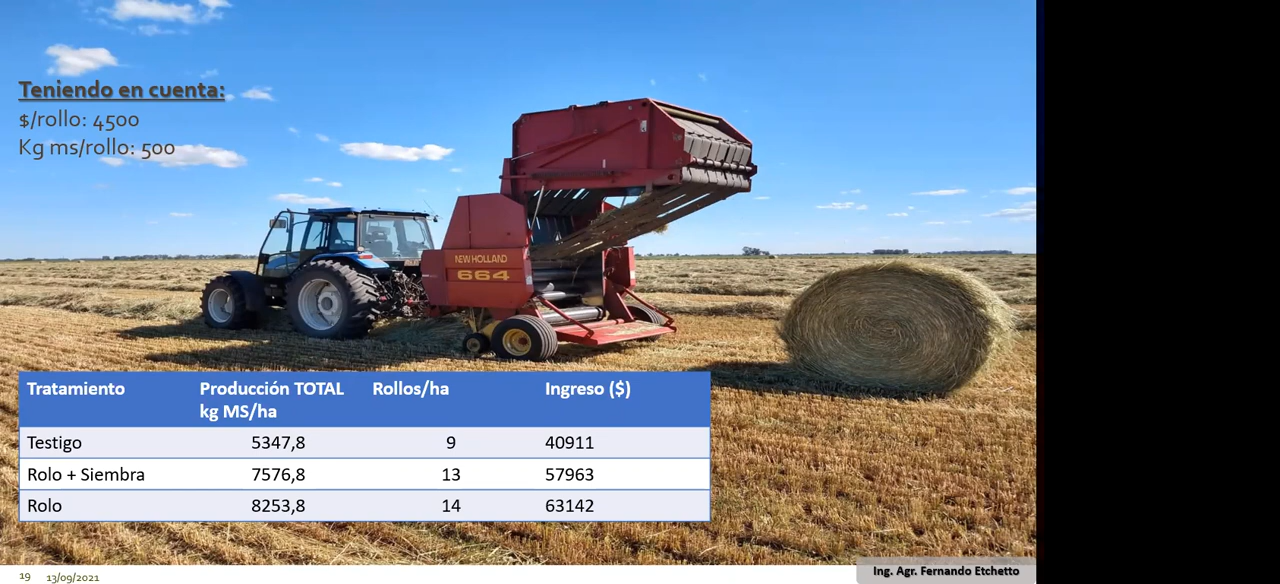 Teniendo en cuenta:
$/rollo: 4500
Kg ms/rollo: 500
NEW HOLLAND
664
Tratamiento Producción TOTAL kg MS/ha Rollos/ha Ingreso ($)
Testigo 5347,8 9 40911
Rolo + Siembra 7576,8 13 57963
Rolo 8253,8 14 63142
Ing. Agr. Fernando Etchetto
19 13/09/2021